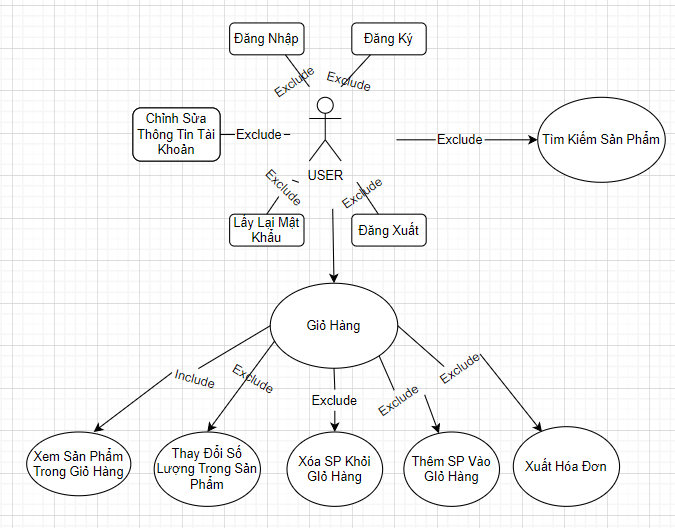 Đăng Nhập
Đăng Ký
Exclude
Exclude
Chỉnh Sửa
Thông Tin Tài
Khoản
Exclude
Exclude
Tìm Kiếm Sản Phẩm
USER
Exclude
Exclude
Lấy Lại Mật
Khẩu
Đăng Xuất
Giỏ Hàng
Include
Exclude
Exclude
Exclude
Exclude
Xem Sản Phẩm
Trong Giỏ Hàng
Thay Đổi Số
Lượng Trong Sản
Phẩm
Xóa SP Khỏi
GIỏ Hàng
Thêm SP Vào
GIỏ Hàng
Xuất Hóa Đơn